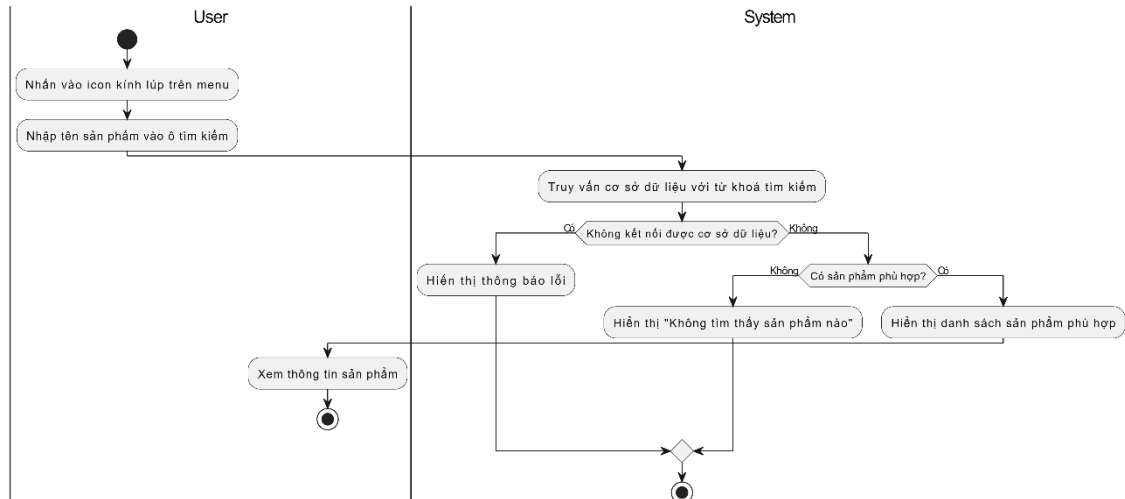 User
System
Nhấn vào icon kính lúp trên menu
Nhập tên sản phẩm vào ô tìm kiếm
Truy vấn cơ sở dữ liệu với từ khoá tìm kiếm
Có
Không kết nối được cơ sở dữ liệu?
Không
Hiển thị thông báo lỗi
Không
Có sản phẩm phù hợp?
Có
Hiển thị "Không tìm thấy sản phẩm nào"
Hiển thị danh sách sản phẩm phù hợp
Xem thông tin sản phẩm